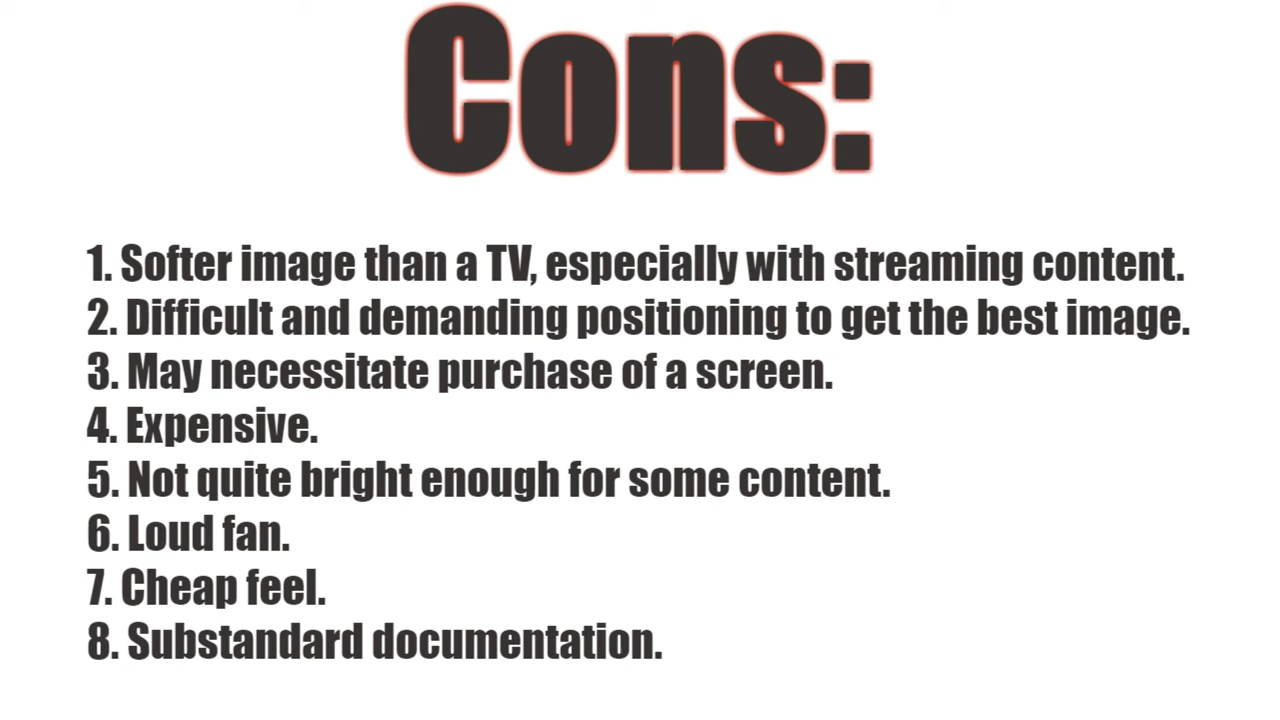 Cons:
1. Softer image than a TV, especially with streaming content.
2. Difficult and demanding positioning to get the best image.
3. May necessitate purchase of a screen.
4. Expensive.
5. Not quite bright enough for some content.
6. Loud fan.
7. Cheap feel.
8. Substandard documentation.